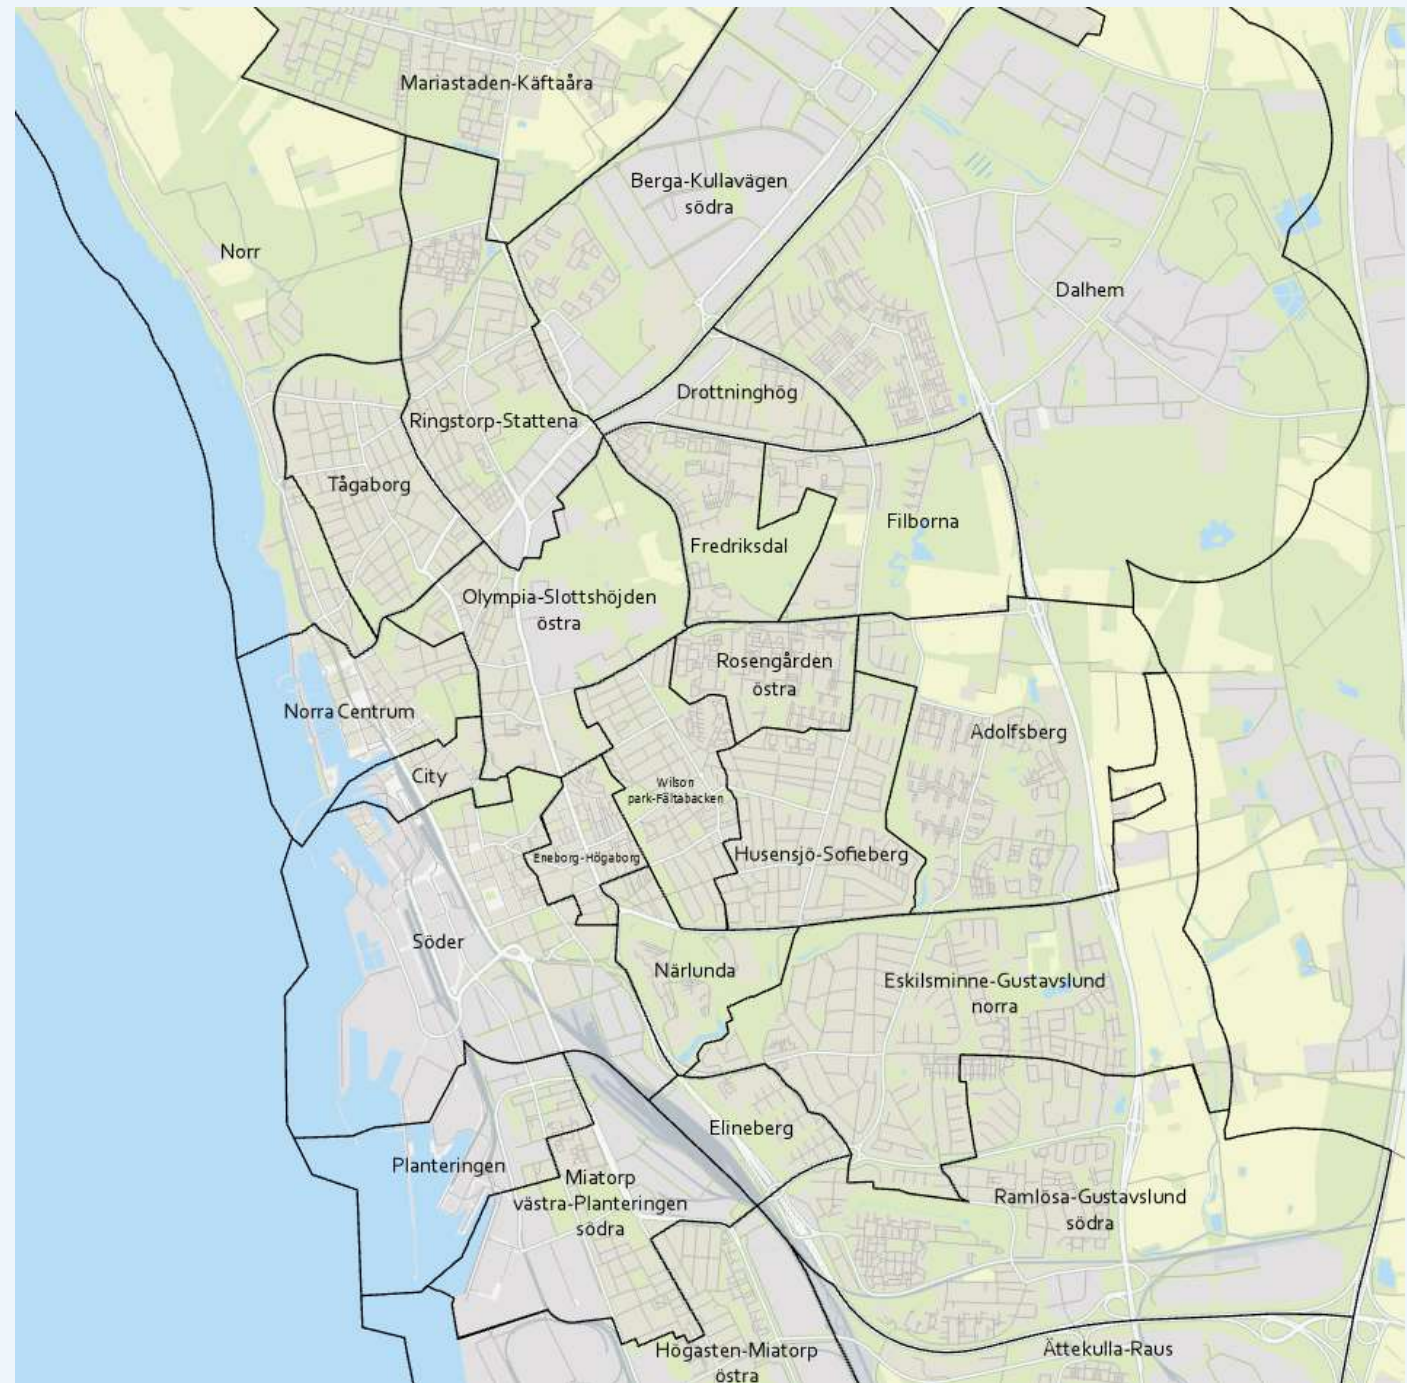 Mariastaden-Käftaåra
Berga-Kullavägen
södra
Norr
Dalhem
Drottninghög
Ringstorp-Stattena
Tågaborg
Filborna
Fredriksdal
Olympia-Slottshöjden
östra
Rosengården
östra
Norra Centrum
Adolfsberg
City
Wilson
park-Fältabacken
Eneborg-Högaborg
Husensjö-Sofieberg
Söder
Närlunda
Eskilsminne-Gustavslund
norra
Elineberg
Planteringen
Miatorp
västra-Planteringen
södra
Ramlösa-Gustavslund
södra
Högasten-Miatorp
östra
Ättekulla-Raus